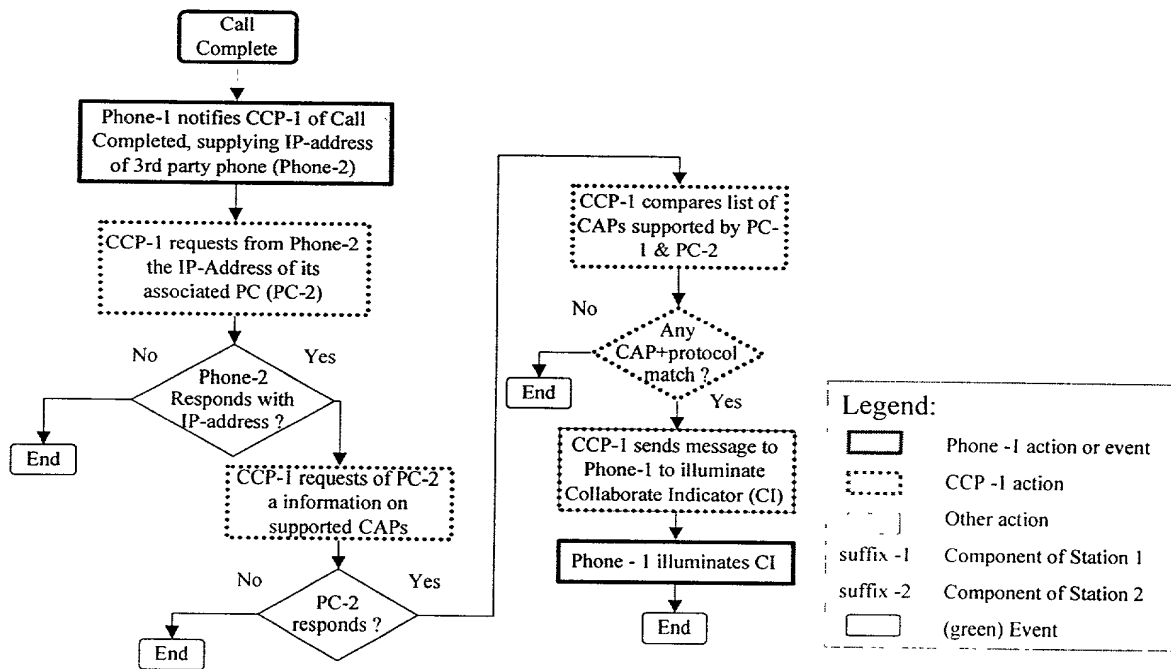 Call
Complete
Phone-1 notifies CCP-1 of Call
Completed, supplying IP-address
of 3rd party phone (Phone-2)
CCP-1 requests from Phone-2
the IP-Address of its
associated PC (PC-2)
No
Yes
Phone-2
Responds with
IP-address ?
End
CCP-1 requests of PC-2
a information on
supported CAPs
No
Yes
PC-2
responds ?
End
CCP-1 compares list of
CAPs supported by PC-
1 & PC-2
No
Any
CAP+protocol
match ?
End
Yes
CCP-1 sends message to
Phone-1 to illuminate
Collaborate Indicator (CI)
Phone - 1 illuminates CI
End
Legend:
Phone -1 action or event
CCP -1 action
Other action
suffix -1 Component of Station 1
suffix -2 Component of Station 2
(green) Event